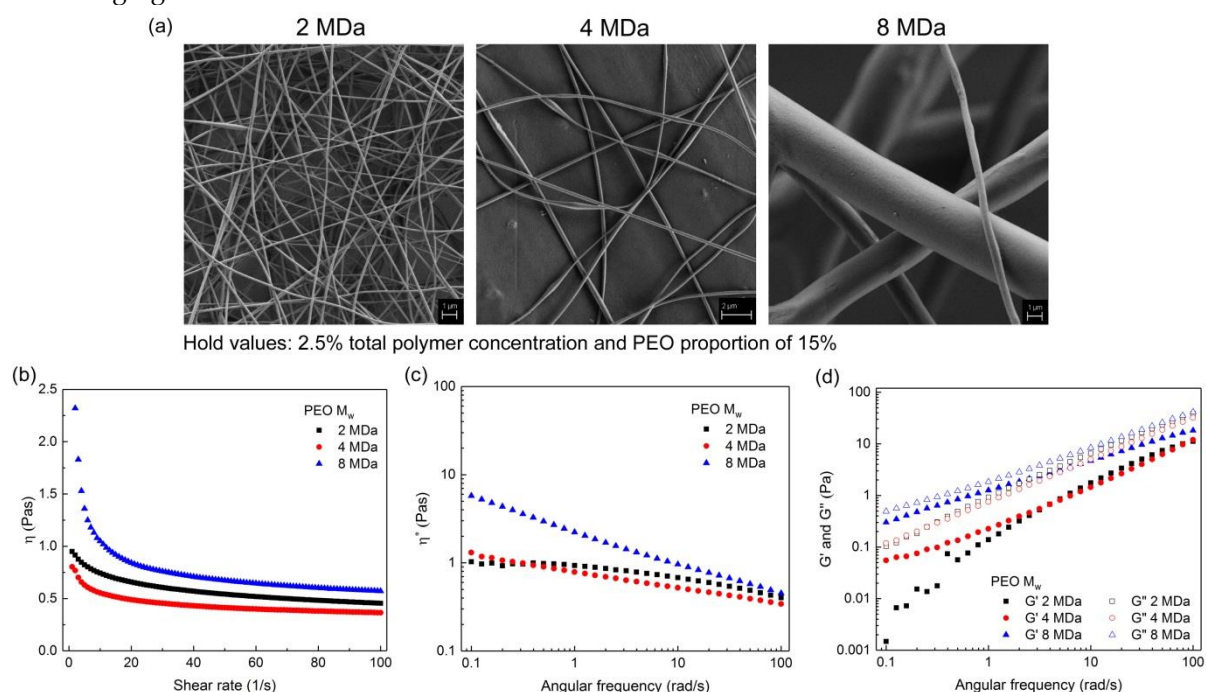 (a) 2 MDa 4 MDa 8 MDa
1 µm 2 µm 1 µm
Hold values: 2.5% total polymer concentration and PEO proportion of 15%
(b)
2.5
2.0
1.5
1.0
0.5
0.0
η (Pas)
PEO Mw
2 MDa
4 MDa
8 MDa
0 20 40 60 80 100
Shear rate (1/s)
(c)
100
10
1
0.1
η* (Pas)
PEO Mw
2 MDa
4 MDa
8 MDa
0.1 1 10 100
Angular frequency (rad/s)
(d)
100
10
1
0.1
0.01
0.001
G' and G'' (Pa)
PEO Mw
G' 2 MDa G'' 2 MDa
G' 4 MDa G'' 4 MDa
G' 8 MDa G'' 8 MDa
0.1 1 10 100
Angular frequency (rad/s)